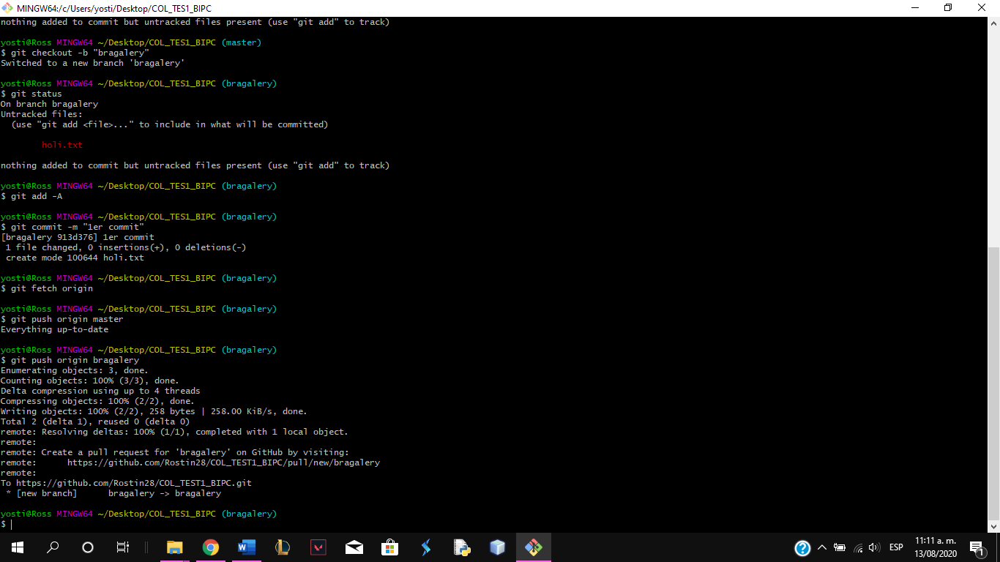 MINGW64:/c/Users/yosti/Desktop/COL_TES1_BIPC
nothing added to commit but untracked files present (use "git add" to track)
yosti@Ross MINGW64 ~/Desktop/COL_TES1_BIPC (master)
$ git checkout -b "bragalery"
Switched to a new branch 'bragalery'
yosti@Ross MINGW64 ~/Desktop/COL_TES1_BIPC (bragalery)
$ git status
On branch bragalery
Untracked files:
  (use "git add <file>..." to include in what will be committed)
        holi.txt
nothing added to commit but untracked files present (use "git add" to track)
yosti@Ross MINGW64 ~/Desktop/COL_TES1_BIPC (bragalery)
$ git add -A
yosti@Ross MINGW64 ~/Desktop/COL_TES1_BIPC (bragalery)
$ git commit -m "1er commit"
[bragalery 913d376] 1er commit
 1 file changed, 0 insertions(+), 0 deletions(-)
 create mode 100644 holi.txt
yosti@Ross MINGW64 ~/Desktop/COL_TES1_BIPC (bragalery)
$ git fetch origin
yosti@Ross MINGW64 ~/Desktop/COL_TES1_BIPC (bragalery)
$ git push origin master
Everything up-to-date
yosti@Ross MINGW64 ~/Desktop/COL_TES1_BIPC (bragalery)
$ git push origin bragalery
Enumerating objects: 3, done.
Counting objects: 100% (3/3), done.
Delta compression using up to 4 threads
Compressing objects: 100% (2/2), done.
Writing objects: 100% (2/2), 258 bytes | 258.00 KiB/s, done.
Total 2 (delta 1), reused 0 (delta 0)
remote: Resolving deltas: 100% (1/1), completed with 1 local object.
remote:
remote: Create a pull request for 'bragalery' on GitHub by visiting:
remote:      https://github.com/Rostin28/COL_TEST1_BIPC/pull/new/bragalery
remote:
To https://github.com/Rostin28/COL_TEST1_BIPC.git
 * [new branch]      bragalery -> bragalery
yosti@Ross MINGW64 ~/Desktop/COL_TES1_BIPC (bragalery)
$
ESP
11:11 a. m.
13/08/2020
1